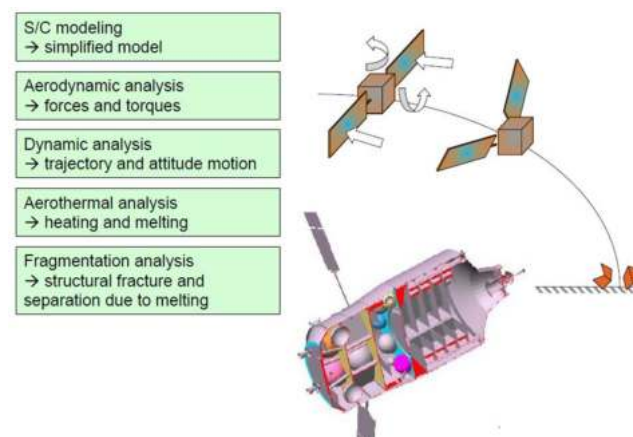 S/C modeling
→ simplified model
Aerodynamic analysis
→ forces and torques
Dynamic analysis
→ trajectory and attitude motion
Aerothermal analysis
→ heating and melting
Fragmentation analysis
→ structural fracture and
separation due to melting